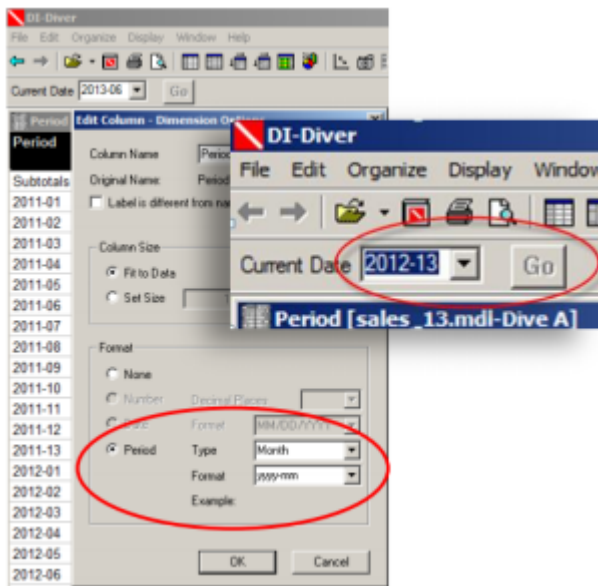 DI-Diver
File Edit Organize Display Window Help
Current Date 2013-06 Go
Period
Edit Column - Dimension Options
Period
Subtotals
2011-01
2011-02
2011-03
2011-04
2011-05
2011-06
2011-07
2011-08
2011-09
2011-10
2011-11
2011-12
2011-13
2012-01
2012-02
2012-03
2012-04
2012-05
2012-06
Column Name Period
Original Name: Period
Label is different from
Column Size
Fit to Data
Set Size
Format
None
Number Decimal Places
Date Format MM/DD/YYYY
Period Type Month
Format yyyy-mm
Example:
OK Cancel
DI-Diver
File Edit Organize Display Window
Current Date 2012-13 Go
Period [sales_13.mdl-Dive A]